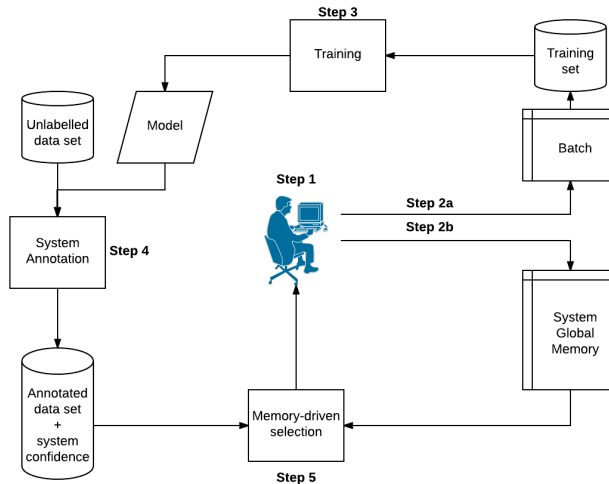 Step 3
Training
Training
set
Unlabelled
data set
Model
Batch
Step 1
Step 2a
Step 2b
System
Annotation
Step 4
System
Global
Memory
Annotated
data set
+
system
confidence
Memory-driven
selection
Step 5